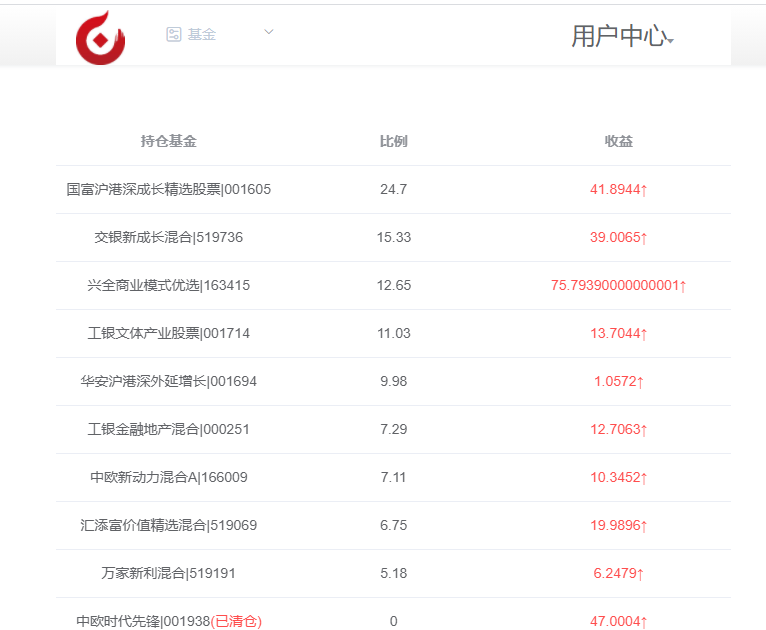 基金
用户中心
持仓基金 比例 收益
国富沪港深成长精选股票|001605 24.7 41.8944↑
交银新成长混合|519736 15.33 39.0065↑
兴全商业模式优选|163415 12.65 75.79390000000001↑
工银文体产业股票|001714 11.03 13.7044↑
华安沪港深外延增长|001694 9.98 1.0572↑
工银金融地产混合|000251 7.29 12.7063↑
中欧新动力混合A|166009 7.11 10.3452↑
汇添富价值精选混合|519069 6.75 19.9896↑
万家新利混合|519191 5.18 6.2479↑
中欧时代先锋|001938(已清仓) 0 47.0004↑